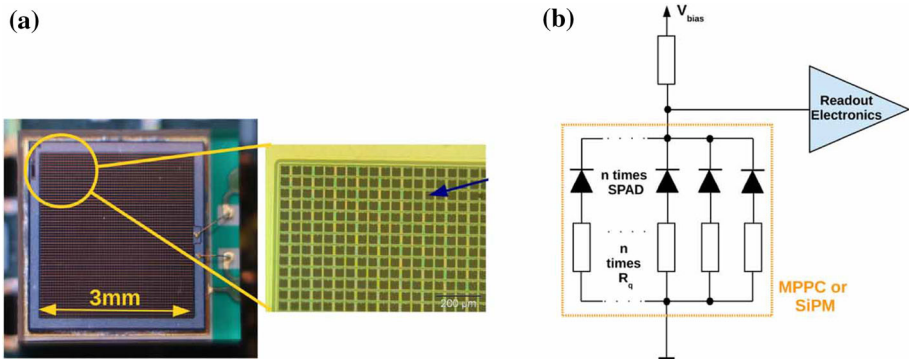 (a)
3mm
200 µm
(b)
V_bias
Readout
Electronics
n times
SPAD
n
times
R_q
MPPC or
SiPM